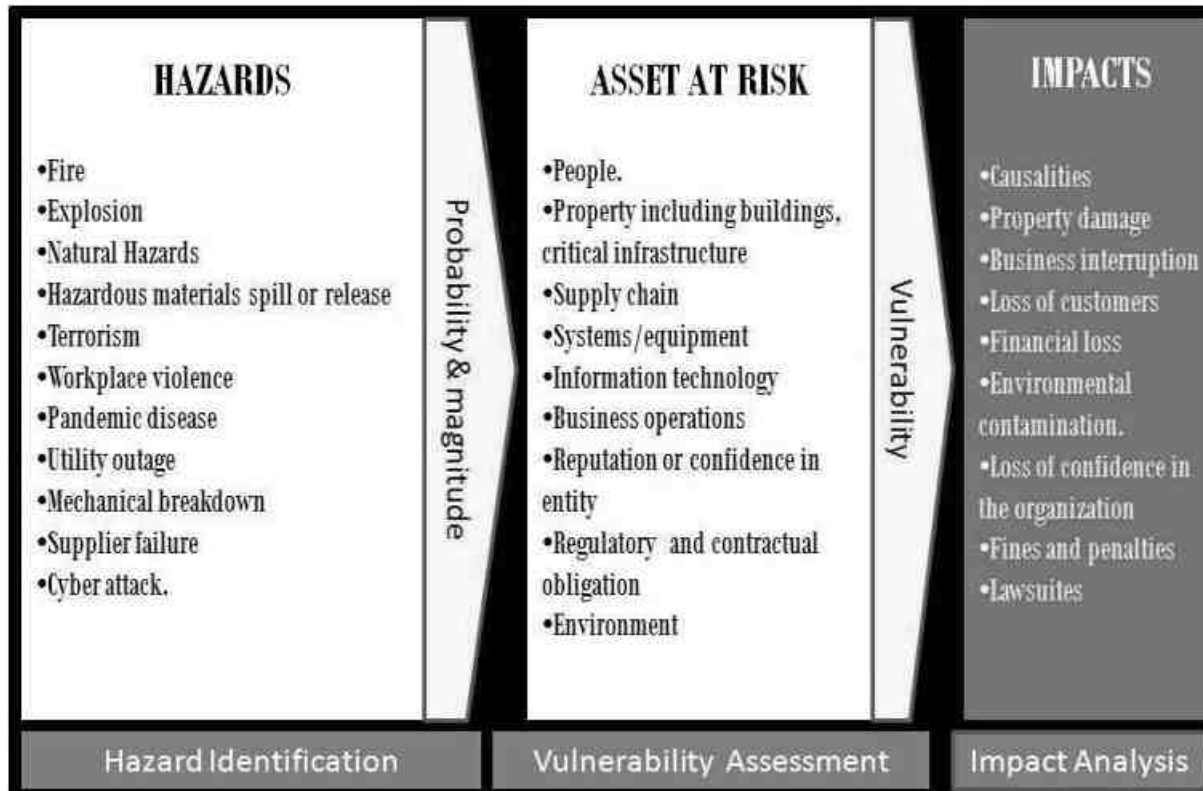 HAZARDS
•Fire
•Explosion
•Natural Hazards
•Hazardous materials spill or release
•Terrorism
•Workplace violence
•Pandemic disease
•Utility outage
•Mechanical breakdown
•Supplier failure
•Cyber attack.
Probability & magnitude
ASSET AT RISK
•People.
•Property including buildings,
critical infrastructure
•Supply chain
•Systems/equipment
•Information technology
•Business operations
•Reputation or confidence in
entity
•Regulatory and contractual
obligation
•Environment
Vulnerability
IMPACTS
•Causalities
•Property damage
•Business interruption
•Loss of customers
•Financial loss
•Environmental
contamination.
•Loss of confidence in
the organization
•Fines and penalties
•Lawsuites
Hazard Identification
Vulnerability Assessment
Impact Analysis